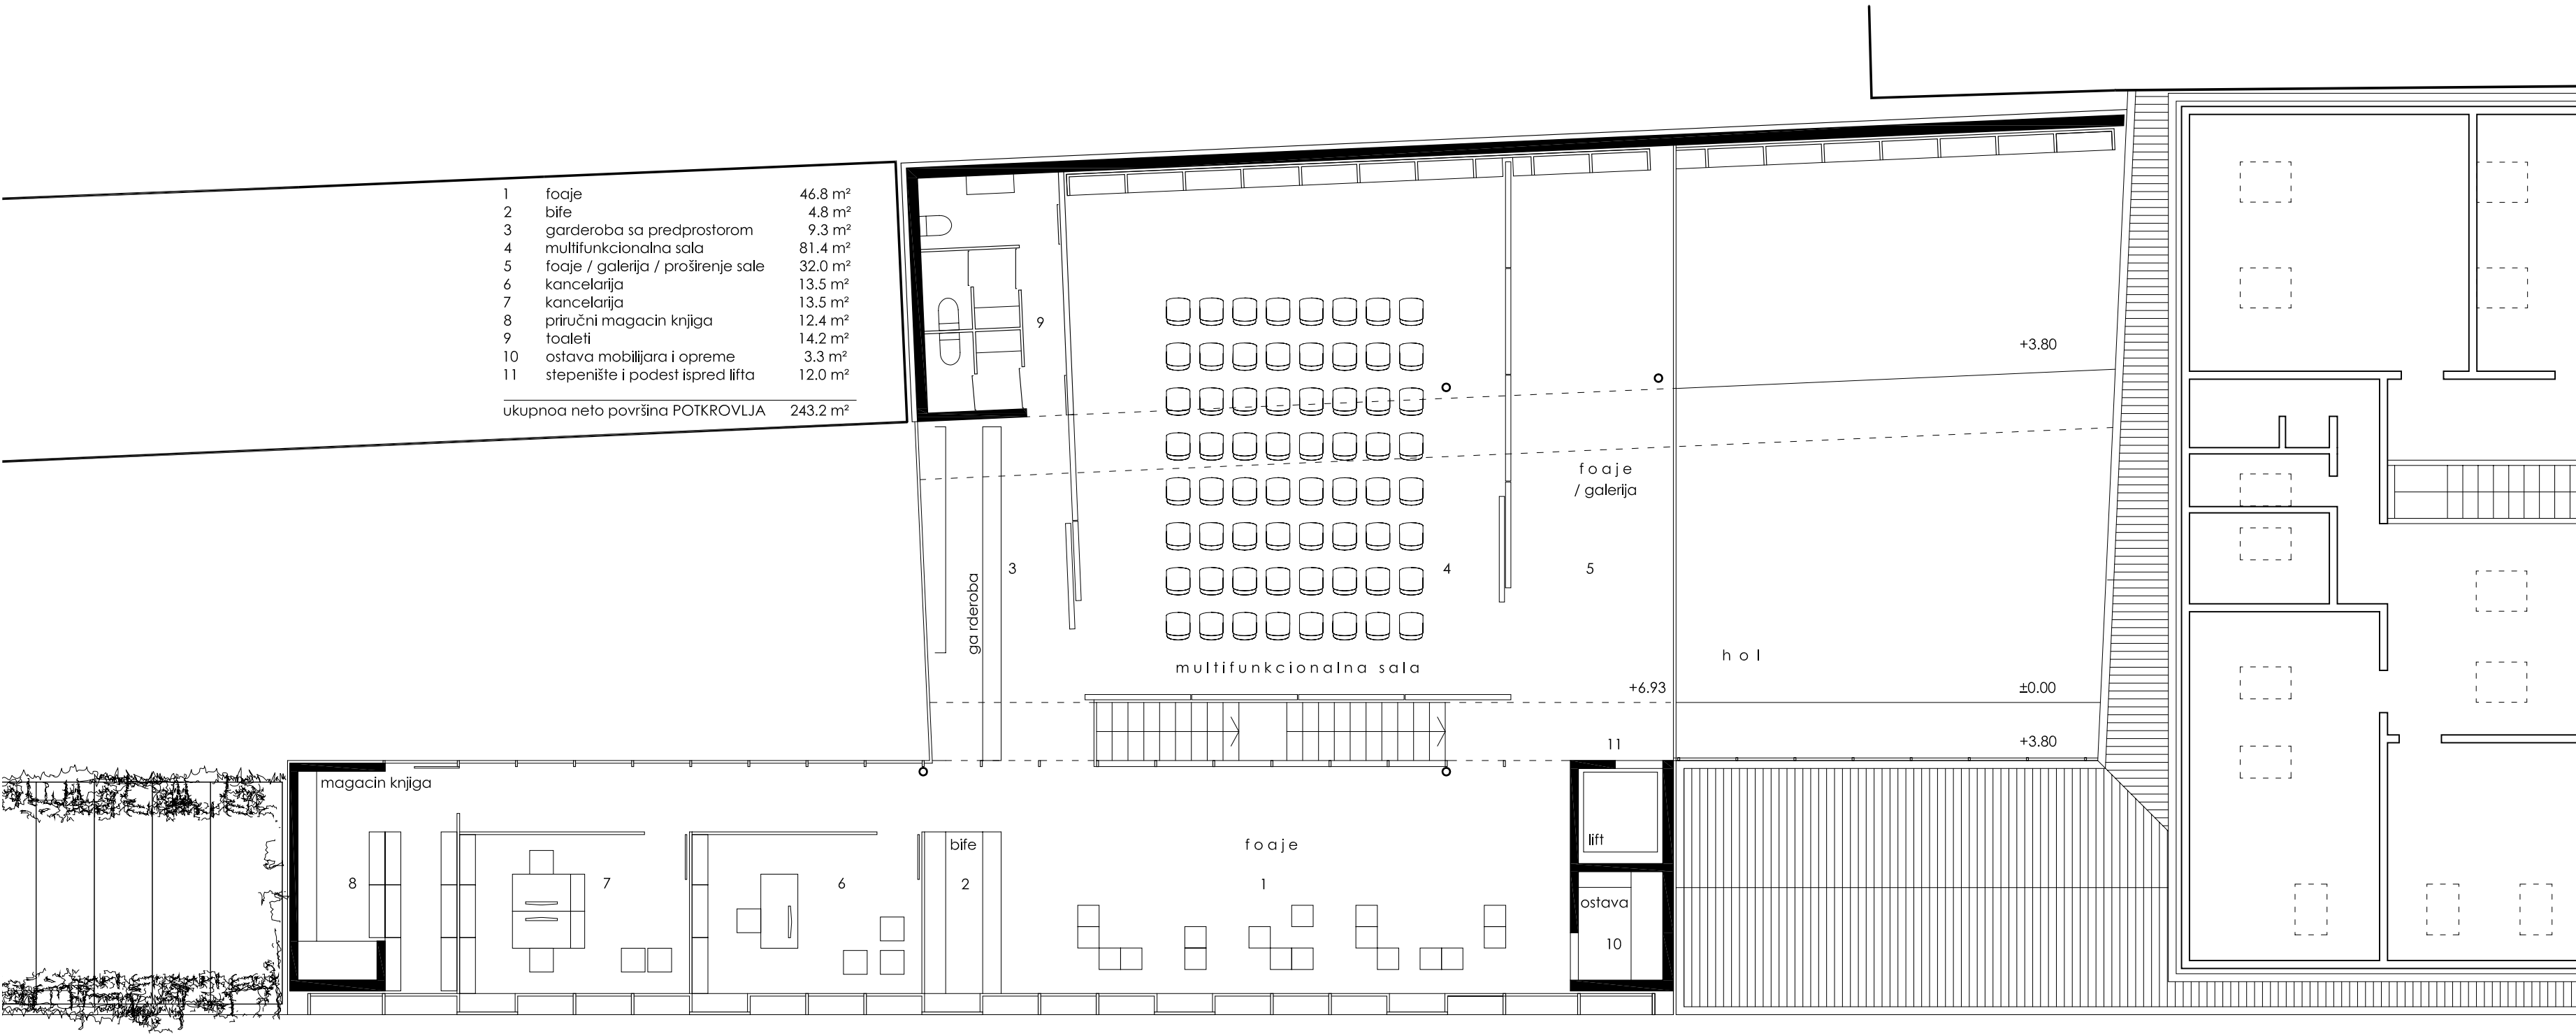 1 foaje 46.8 m²
2 bife 4.8 m²
3 garderoba sa predprostorom 9.3 m²
4 multifunkcionalna sala 81.4 m²
5 foaje / galerija / proširenje sale 32.0 m²
6 kancelarija 13.5 m²
7 kancelarija 13.5 m²
8 priručni magacin knjiga 12.4 m²
9 toaleti 14.2 m²
10 ostava mobilijara i opreme 3.3 m²
11 stepenište i podest ispred lifta 12.0 m²
ukupnoa neto površina POTKROVLJA 243.2 m²
9
+3.80
foaje
/ galerija
3
4
5
ga rderoba
hol
multifunkcionalna sala
+6.93
±0.00
11
+3.80
magacin knjiga
lift
bife
foaje
8
7
6
2
1
ostava
10